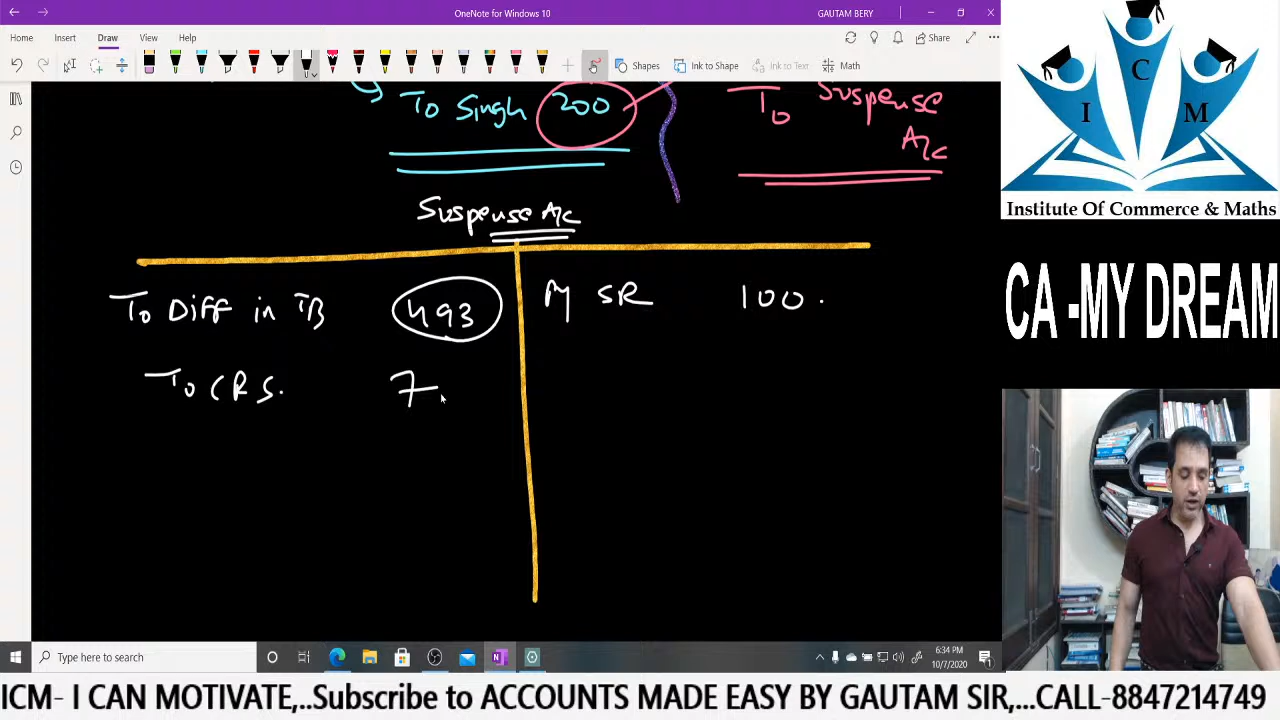 OneNote for Windows 10
GAUTAM BERY
Home Insert Draw View Help
Share
Shapes
Ink to Shape
Ink to Text
Math
To Singh 200
To Suspense
A/c
Suspense A/c
To Diff in TB 493
By SR 100.
To CRS. 7
I C M
Institute Of Commerce & Maths
CA -MY DREAM
Type here to search
6:34 PM
10/7/2020
ICM- I CAN MOTIVATE,..Subscribe to ACCOUNTS MADE EASY BY GAUTAM SIR,...CALL-8847214749